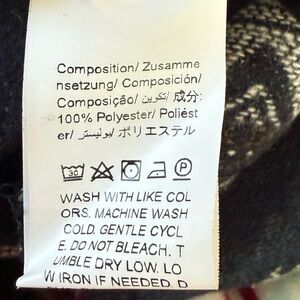 Composition/ Zusamme
nsetzung/ Composición/
Composição/ تكوين/ 成分:
100% Polyester/ Poliést
er/ بوليستر/ ポリエステル
30 P
WASH WITH LIKE COL
ORS. MACHINE WASH
COLD. GENTLE CYCL
E. DO NOT BLEACH. T
UMBLE DRY LOW. LO
W IRON IF NEEDED. D